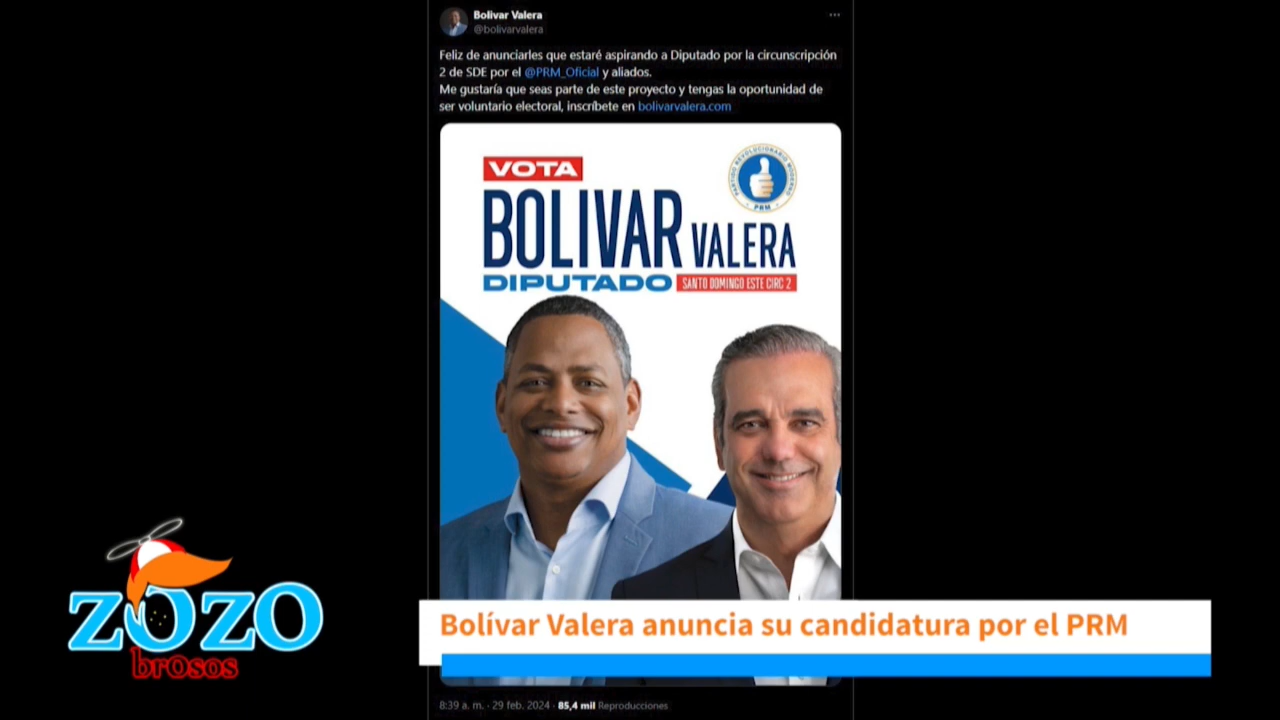 Bolivar Valera
@bolivarvalera
Feliz de anunciarles que estaré aspirando a Diputado por la circunscripción
2 de SDE por el @PRM_Oficial y aliados.
Me gustaría que seas parte de este proyecto y tengas la oportunidad de
ser voluntario electoral, inscríbete en bolivarvalera.com
VOTA
PARTIDO REVOLUCIONARIO MODERNO
PRM
BOLIVAR VALERA
DIPUTADO SANTO DOMINGO ESTE CIRC 2
ZOZO
brOsos
Bolívar Valera anuncia su candidatura por el PRM
8:39 a. m. · 29 feb. 2024 · 85,4 mil Reproducciones